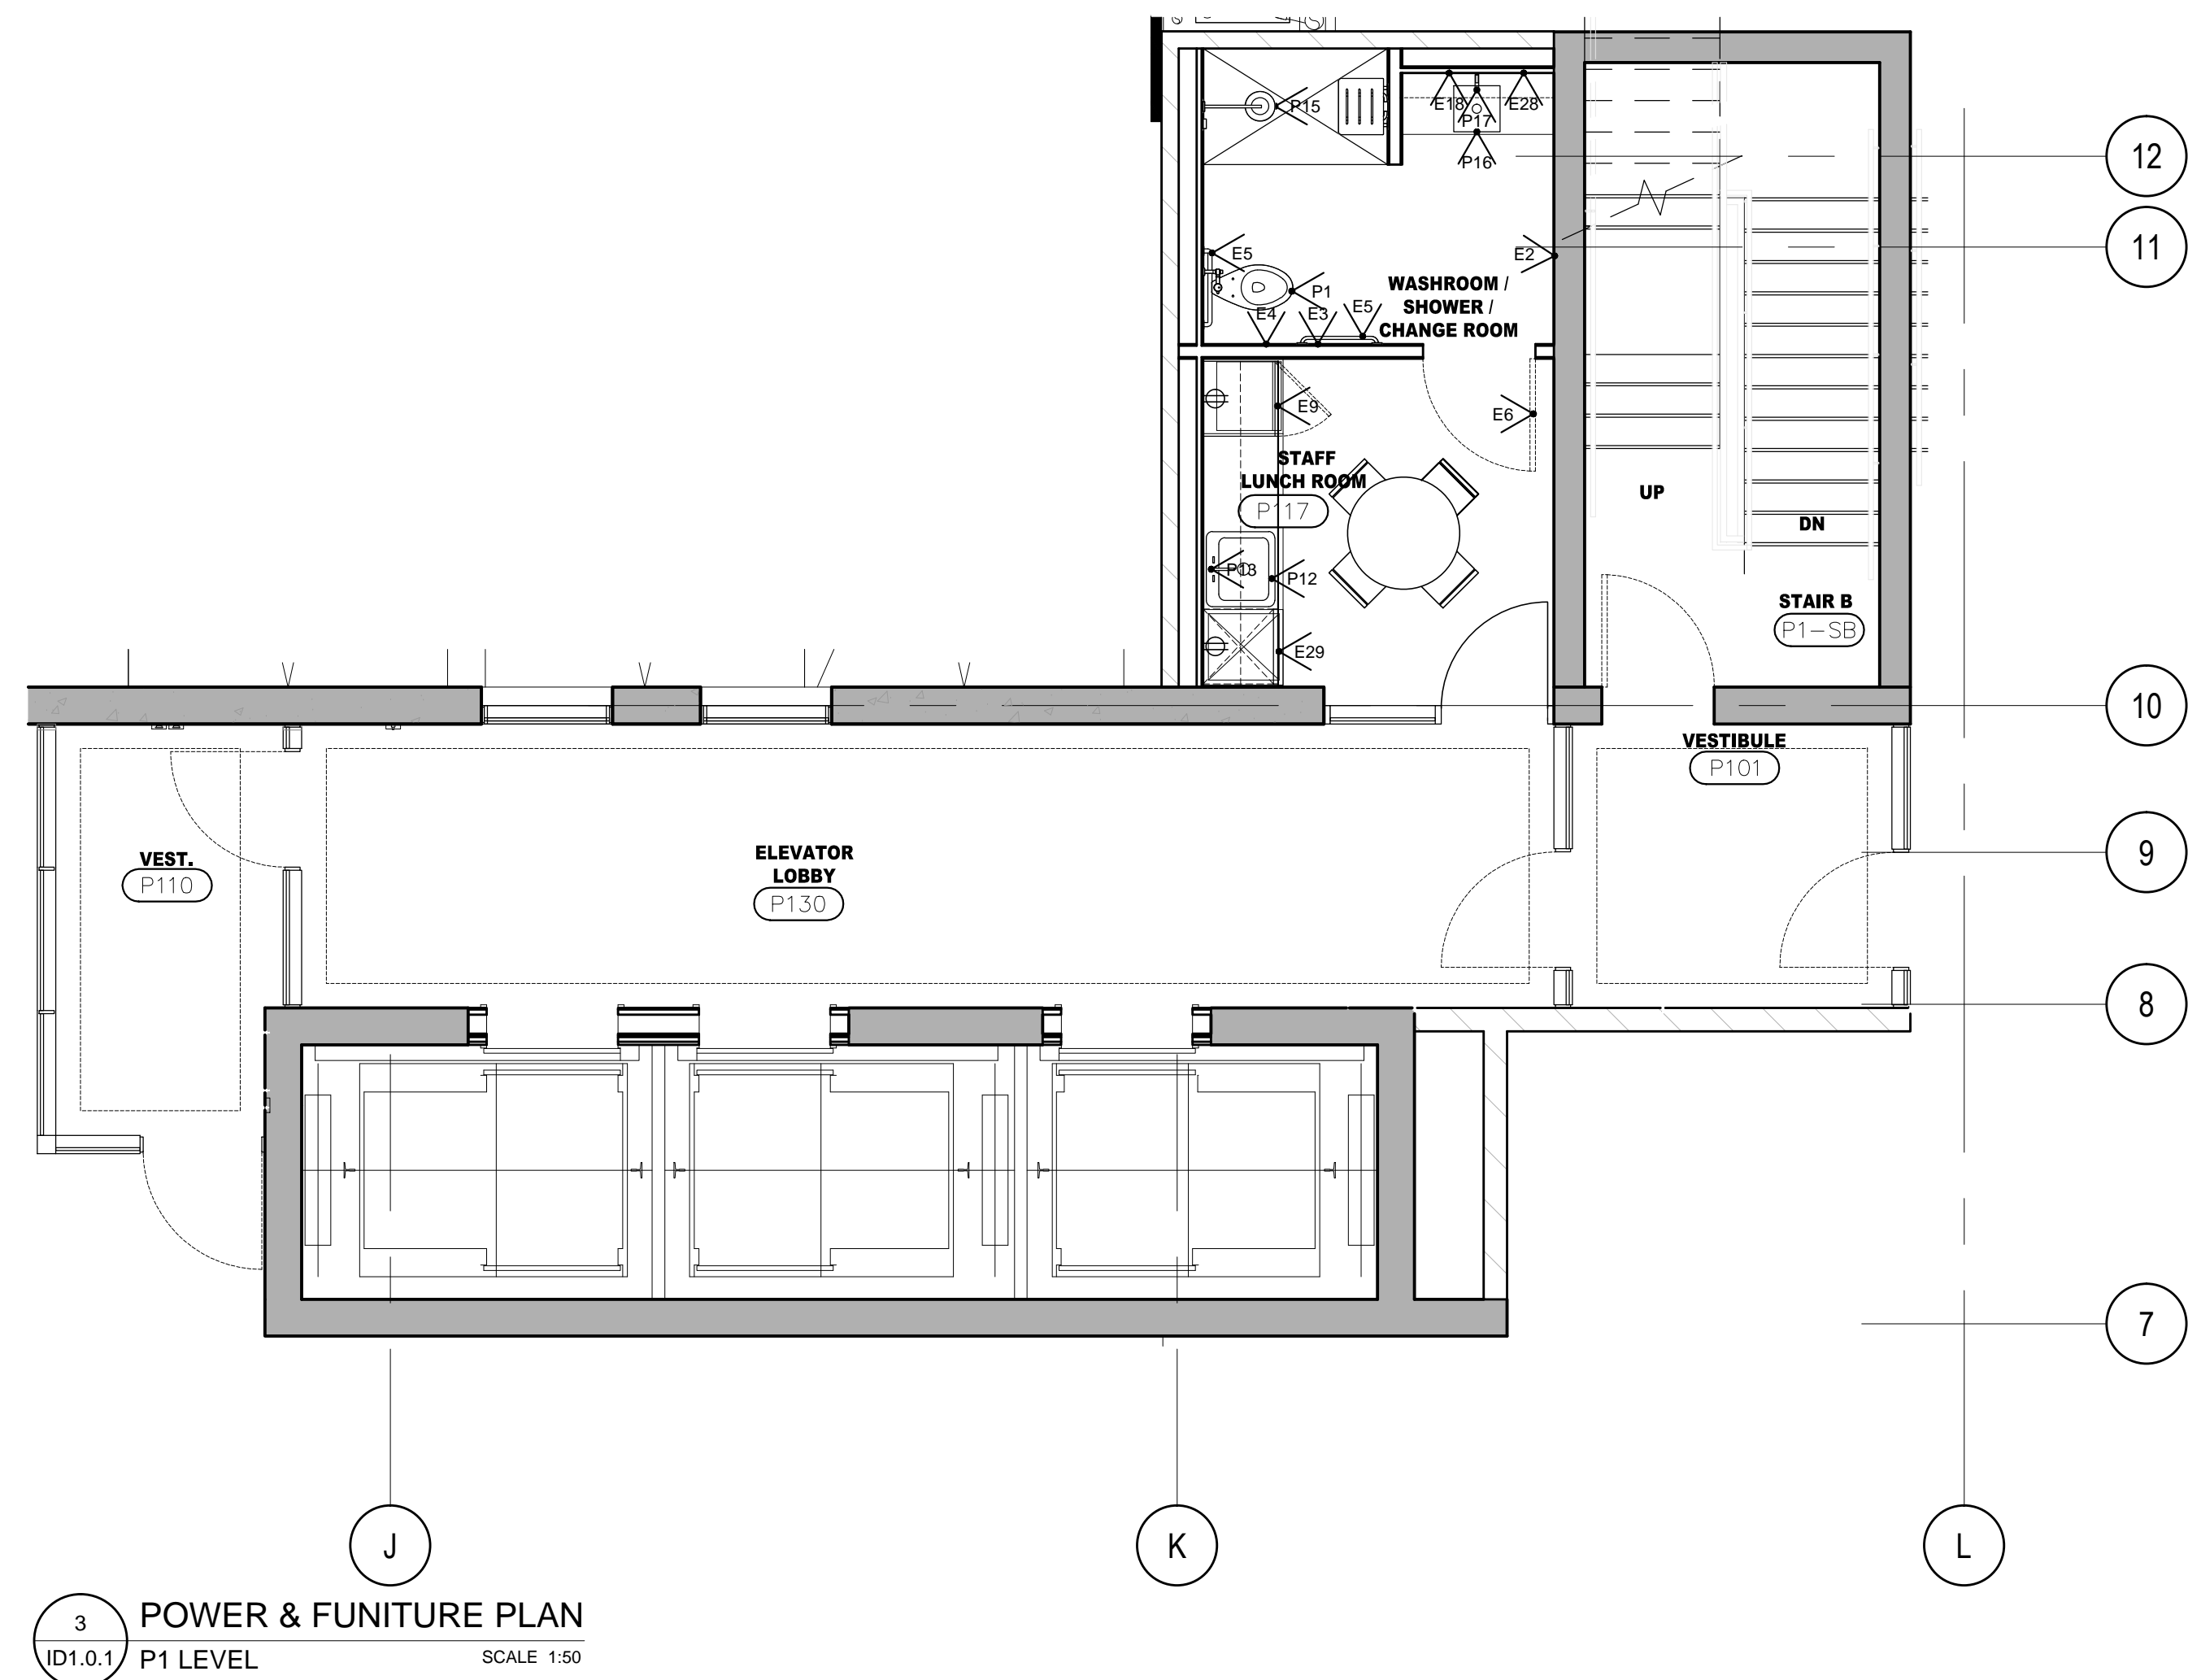 P15
E18
E28
P17
P16
12
E5
E2
11
P1
WASHROOM /
SHOWER /
CHANGE ROOM
E4
E3
E5
E9
E6
STAFF
LUNCH ROOM
P117
UP
DN
P13
P12
STAIR B
P1-SB
E29
10
VESTIBULE
P101
VEST.
P110
ELEVATOR
LOBBY
P130
9
8
7
J
K
L
3
ID1.0.1
POWER & FUNITURE PLAN
P1 LEVEL
SCALE 1:50